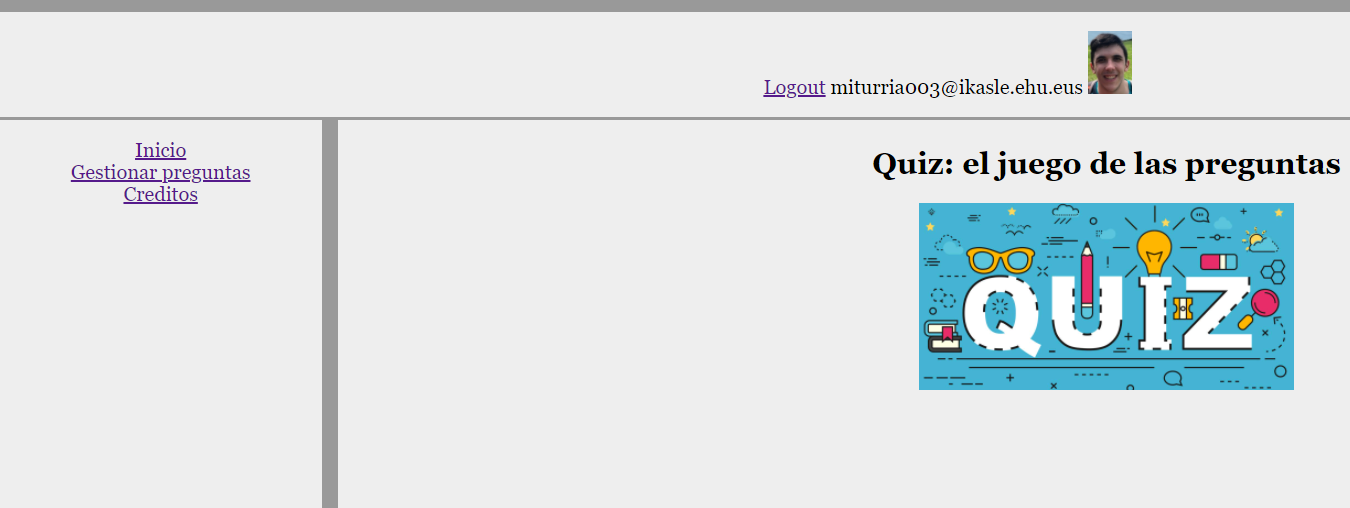 Logout miturria003@ikasle.ehu.eus
Inicio
Gestionar preguntas
Creditos
Quiz: el juego de las preguntas
QUIZ